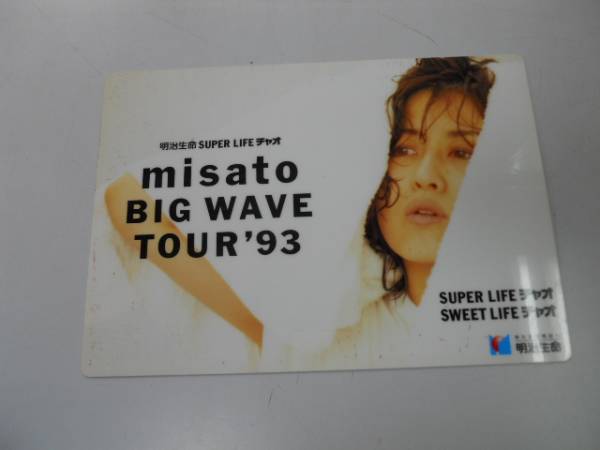 明治生命 SUPER LIFE チャオ
misato
BIG WAVE
TOUR '93
SUPER LIFE チャオ
SWEET LIFE チャオ
明治生命